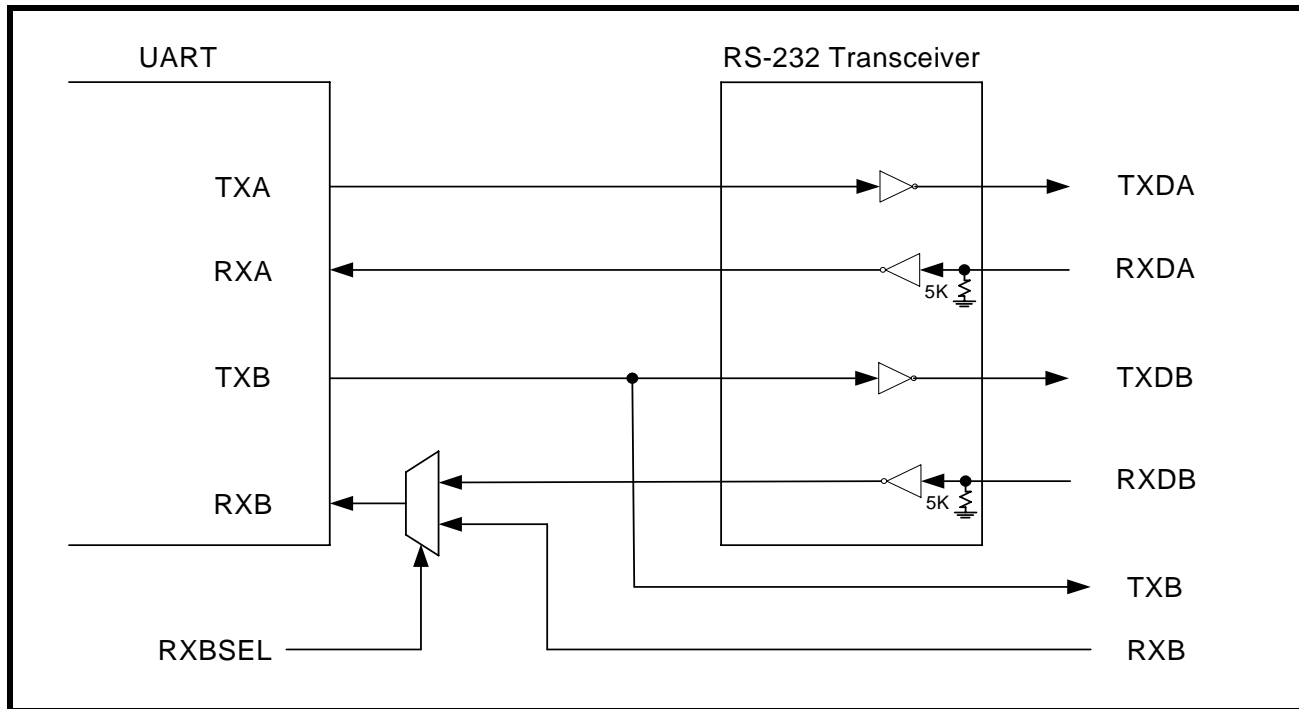 UART
RS-232 Transceiver
TXA
TXDA
RXA
5K
RXDA
TXB
TXDB
RXB
5K
RXDB
TXB
RXBSEL
RXB